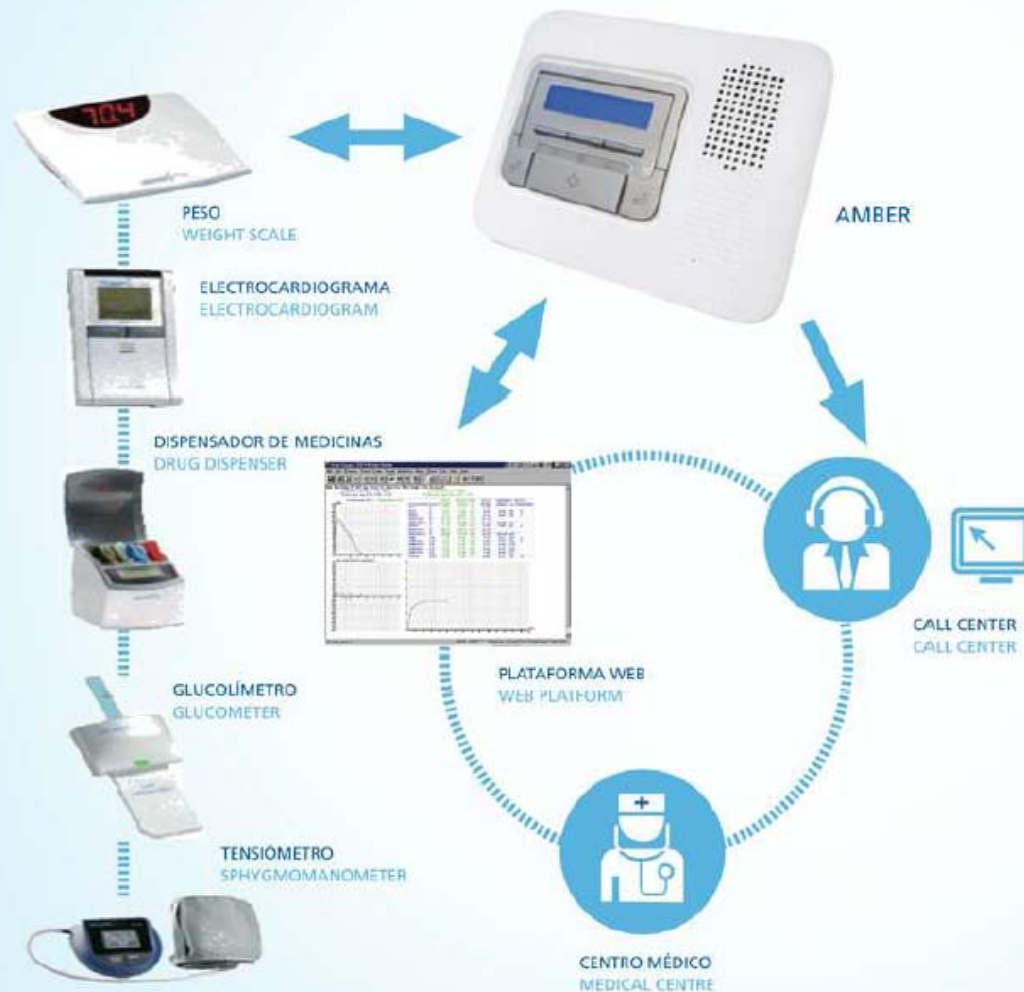 70.4
PESO
WEIGHT SCALE
AMBER
ELECTROCARDIOGRAMA
ELECTROCARDIOGRAM
DISPENSADOR DE MEDICINAS
DRUG DISPENSER
PLATAFORMA WEB
WEB PLATFORM
CALL CENTER
CALL CENTER
GLUCOLÍMETRO
GLUCOMETER
TENSIÓMETRO
SPHYGMOMANOMETER
CENTRO MÉDICO
MEDICAL CENTRE